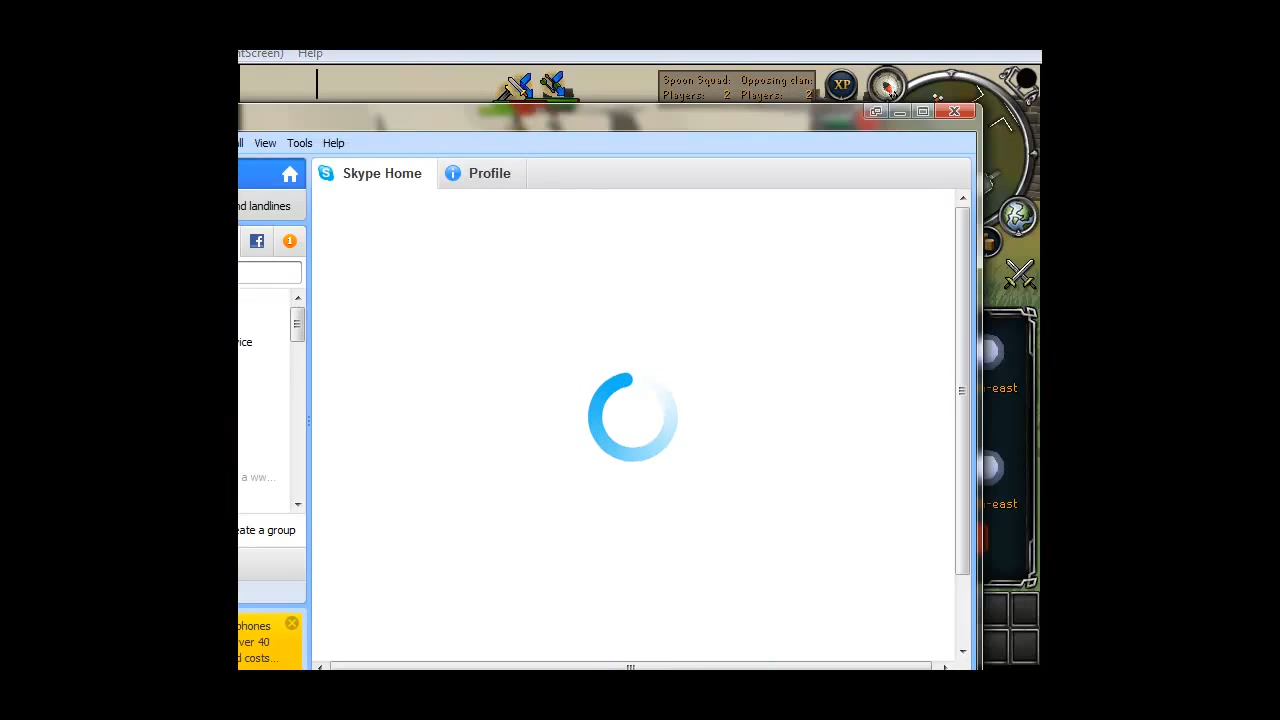 ntScreen) Help
Spoon Squad: Opposing clan:
Players: 2 Players: 2
XP
View Tools Help
Skype Home
Profile
nd landlines
vice
a ww...
eate a group
phones
ver 40
d costs...
-east
-east